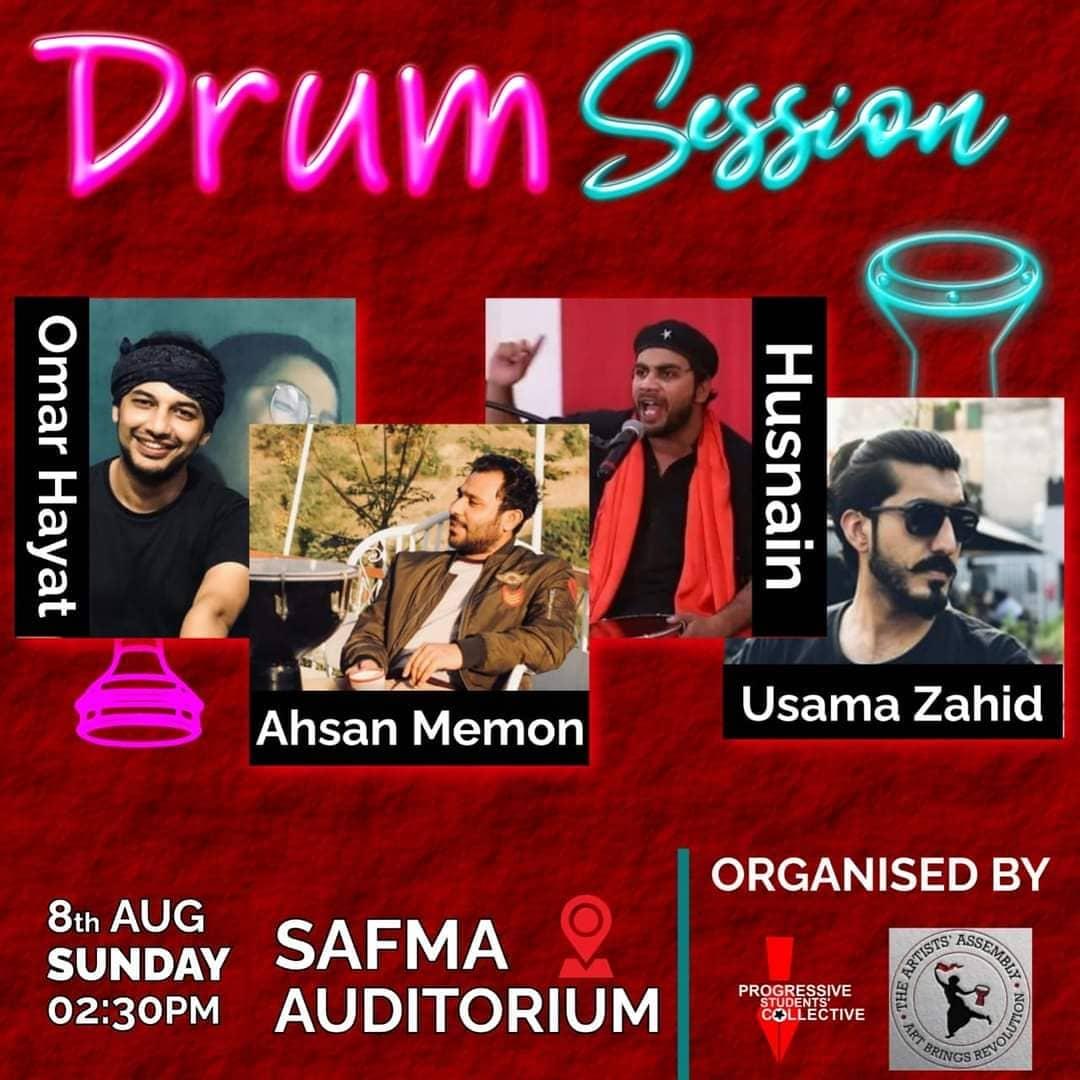 Drum Session
Omar Hayat
Ahsan Memon
Husnain
Usama Zahid
8th AUG
SUNDAY
02:30PM
SAFMA
AUDITORIUM
ORGANISED BY
PROGRESSIVE
STUDENTS'
COLLECTIVE
• THE ARTISTS' ASSEMBLY •
ART BRINGS REVOLUTION